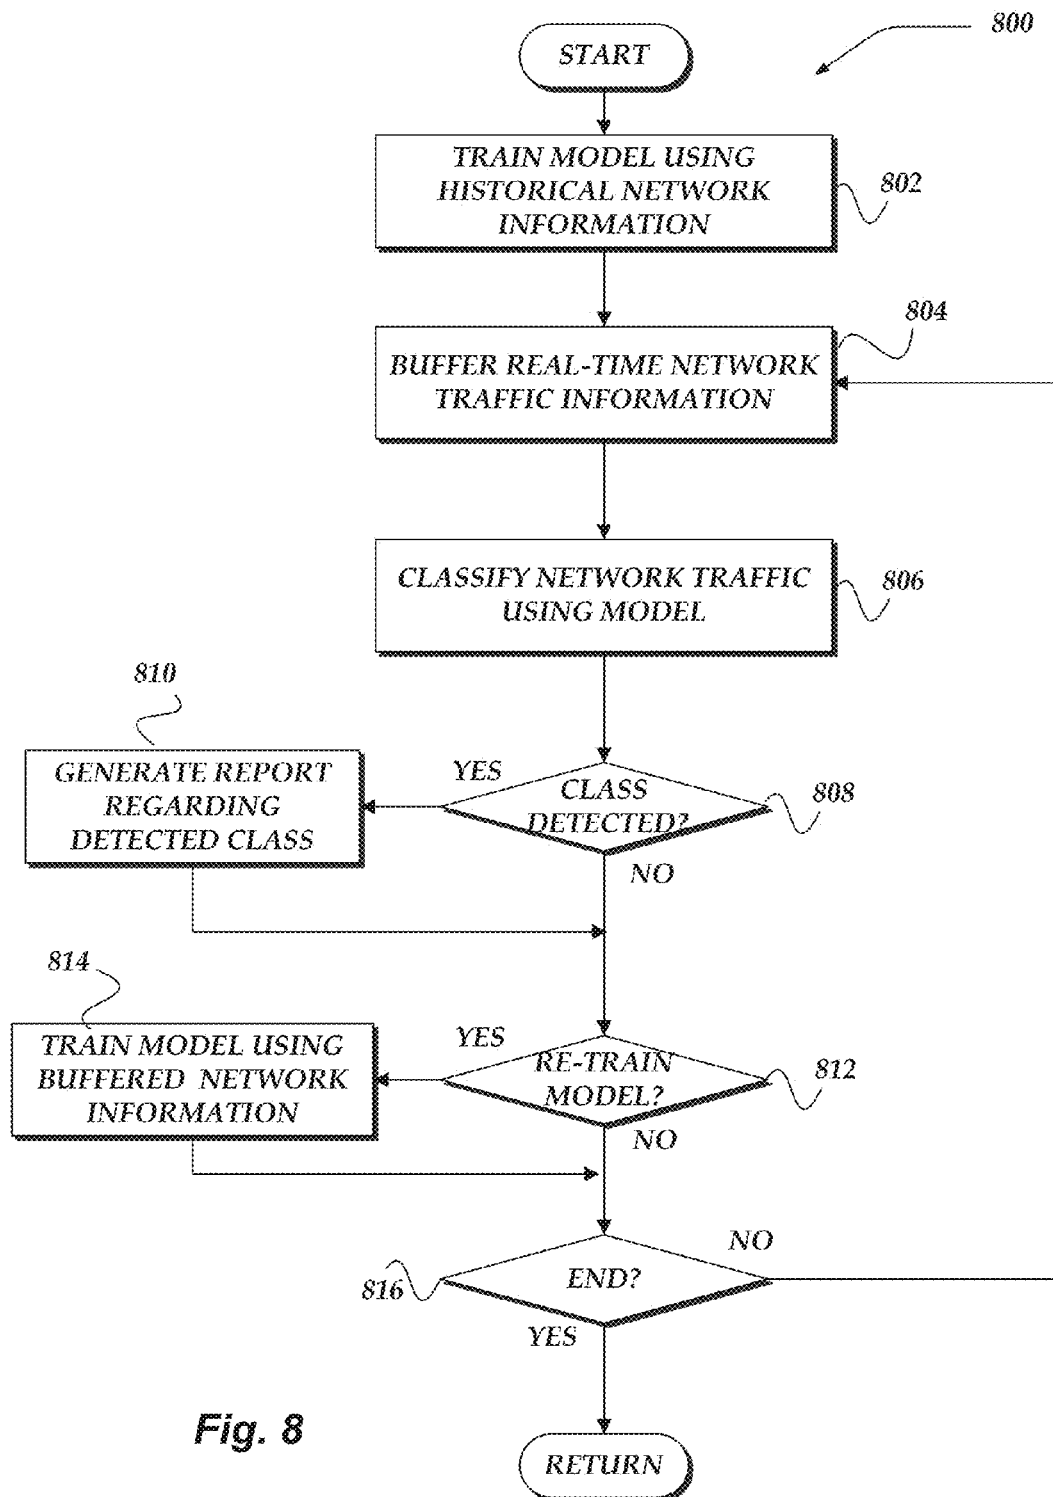 800
START
TRAIN MODEL USING
HISTORICAL NETWORK
INFORMATION
802
804
BUFFER REAL-TIME NETWORK
TRAFFIC INFORMATION
CLASSIFY NETWORK TRAFFIC
USING MODEL
806
810
GENERATE REPORT
REGARDING
DETECTED CLASS
YES
CLASS
DETECTED?
808
NO
814
TRAIN MODEL USING
BUFFERED NETWORK
INFORMATION
YES
RE-TRAIN
MODEL?
812
NO
NO
816
END?
YES
Fig. 8
RETURN